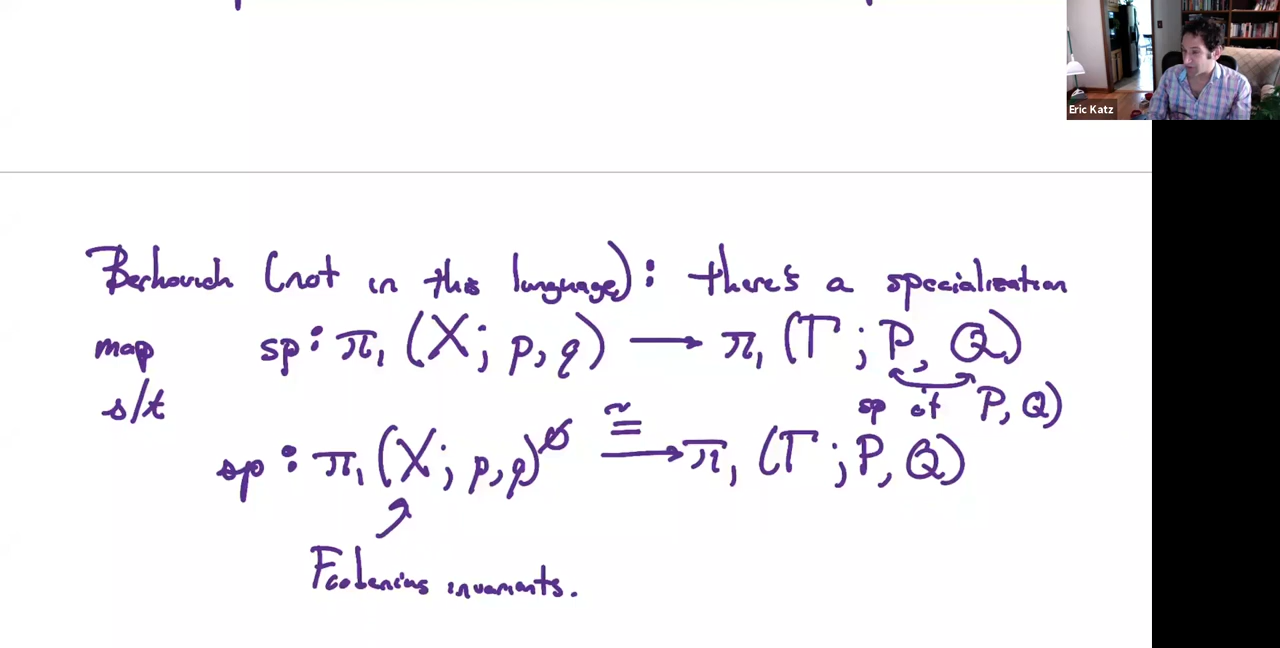 Eric Katz
Berkovich (not in this language): there's a specialization
map sp: π₁(X; p, q) → π₁(Γ; P, Q)
s/t sp of P, Q)
sp: π₁(X; p, q)^φ ≅→ π₁(Γ; P, Q)
Frobenius invariants.